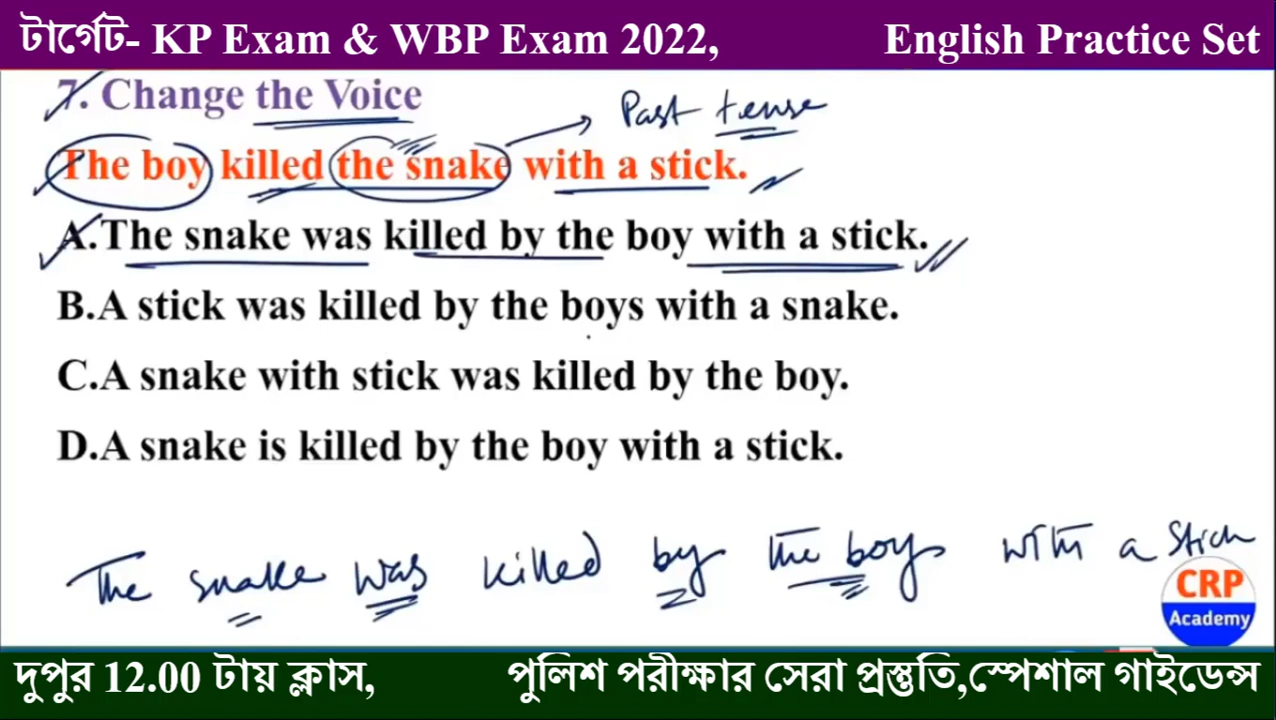 টার্গেট- KP Exam & WBP Exam 2022, English Practice Set
7. Change the Voice
Past tense
The boy killed the snake with a stick.
A.The snake was killed by the boy with a stick.
B.A stick was killed by the boys with a snake.
C.A snake with stick was killed by the boy.
D.A snake is killed by the boy with a stick.
The snake was killed by the boy with a stick
CRP
Academy
দুপুর 12.00 টায় ক্লাস, পুলিশ পরীক্ষার সেরা প্রস্তুতি,স্পেশাল গাইডেন্স